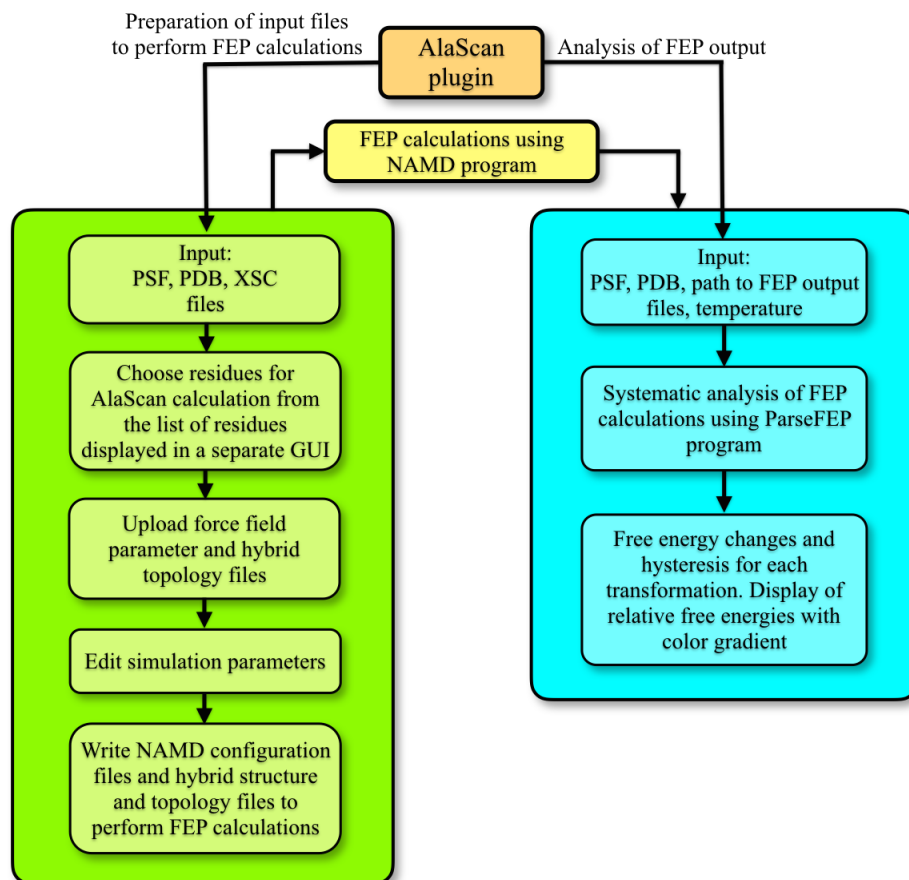 Preparation of input files
to perform FEP calculations
AlaScan
plugin
Analysis of FEP output
FEP calculations using
NAMD program
Input:
PSF, PDB, XSC
files
Choose residues for
AlaScan calculation from
the list of residues
displayed in a separate GUI
Upload force field
parameter and hybrid
topology files
Edit simulation parameters
Write NAMD configuration
files and hybrid structure
and topology files to
perform FEP calculations
Input:
PSF, PDB, path to FEP output
files, temperature
Systematic analysis of FEP
calculations using ParseFEP
program
Free energy changes and
hysteresis for each
transformation. Display of
relative free energies with
color gradient